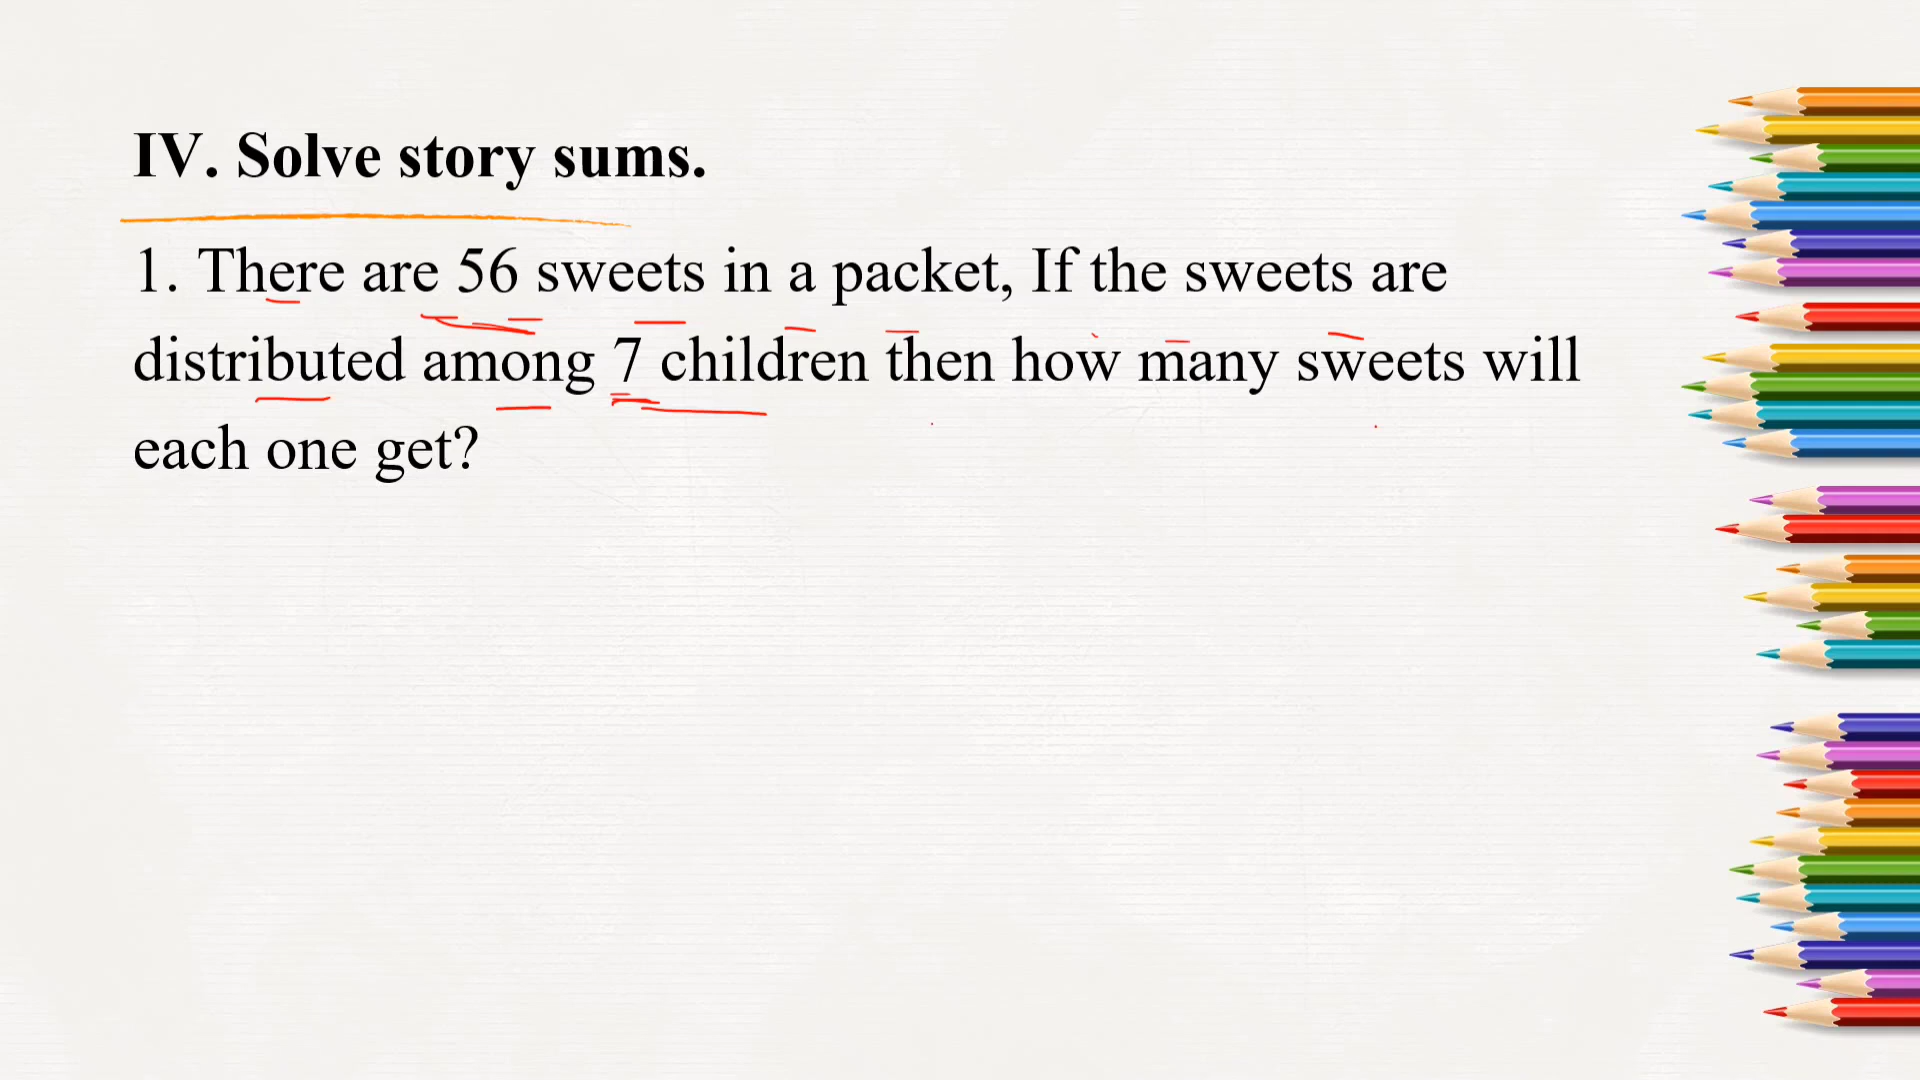 IV. Solve story sums.
1. There are 56 sweets in a packet, If the sweets are
distributed among 7 children then how many sweets will
each one get?